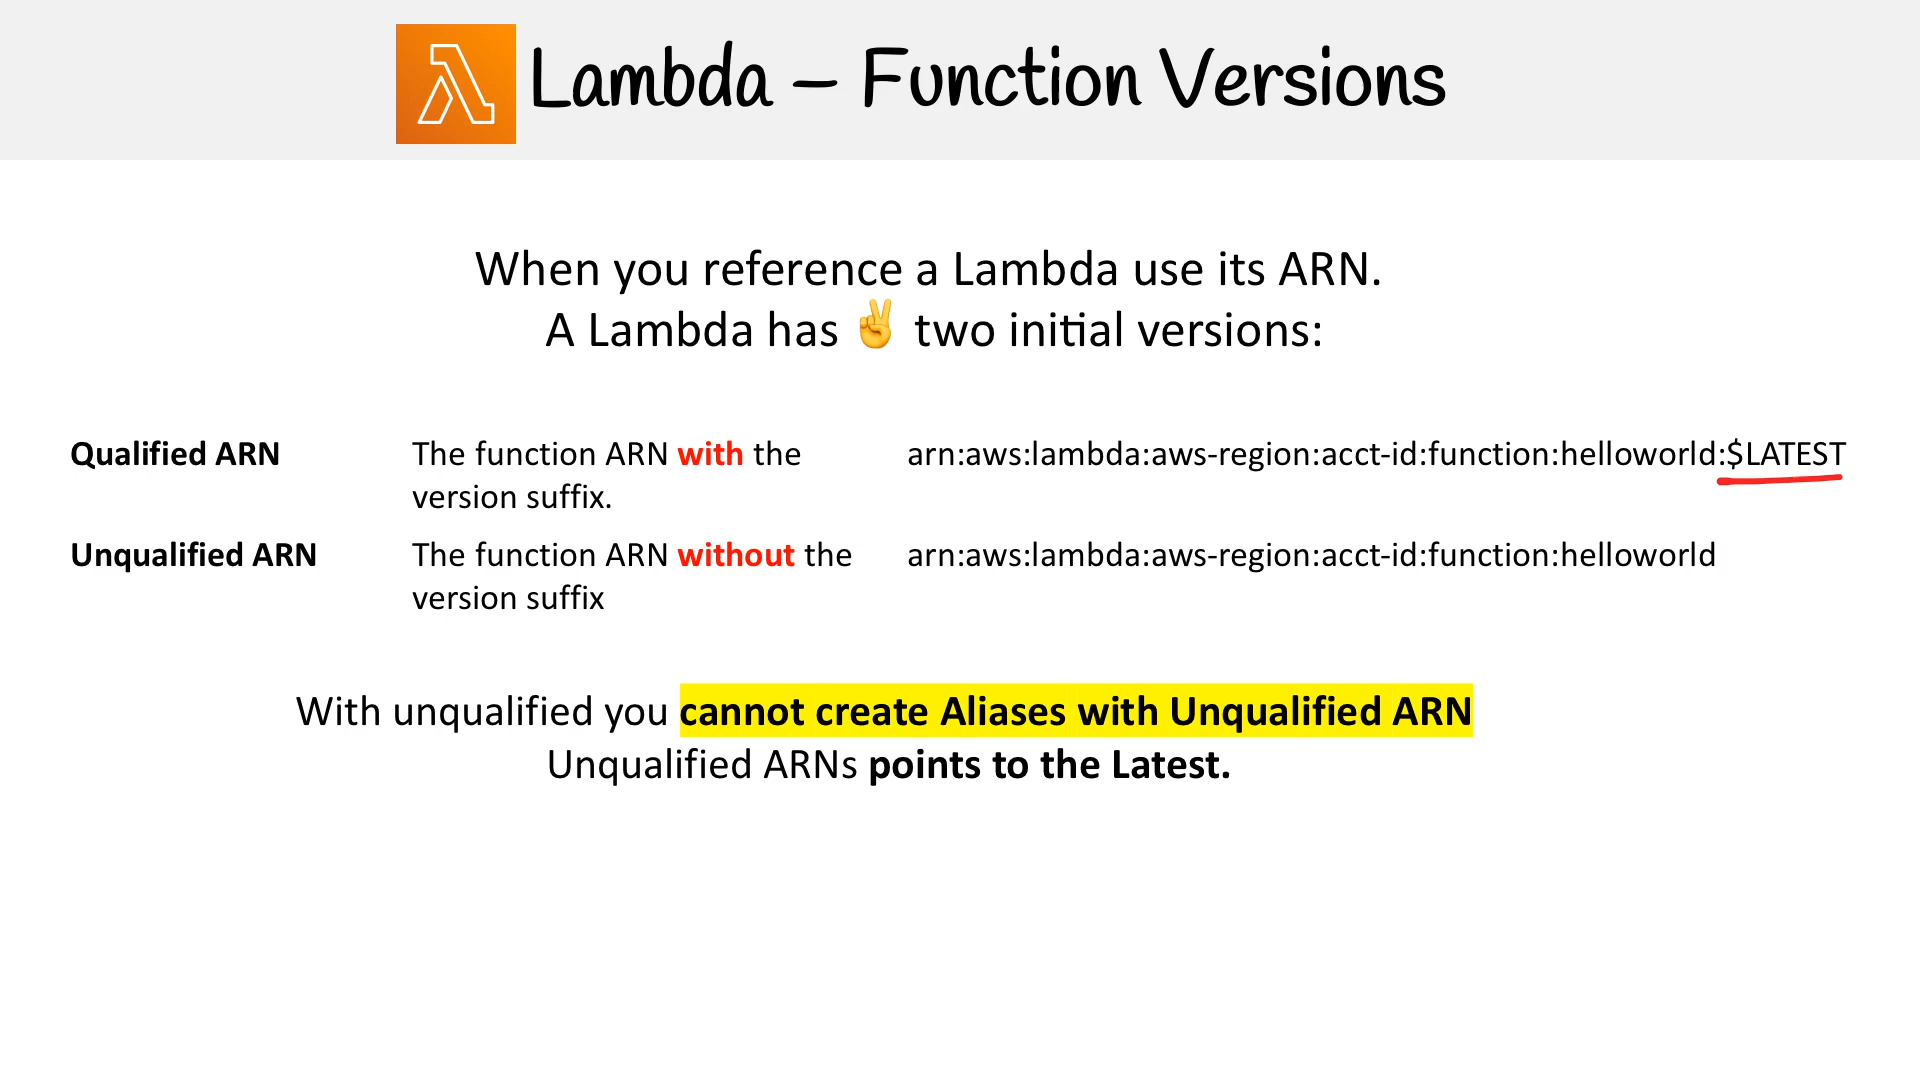 Lambda – Function Versions
When you reference a Lambda use its ARN.
A Lambda has ✌ two initial versions:
Qualified ARN
The function ARN with the
version suffix.
arn:aws:lambda:aws-region:acct-id:function:helloworld:$LATEST
Unqualified ARN
The function ARN without the
version suffix
arn:aws:lambda:aws-region:acct-id:function:helloworld
With unqualified you cannot create Aliases with Unqualified ARN
Unqualified ARNs points to the Latest.